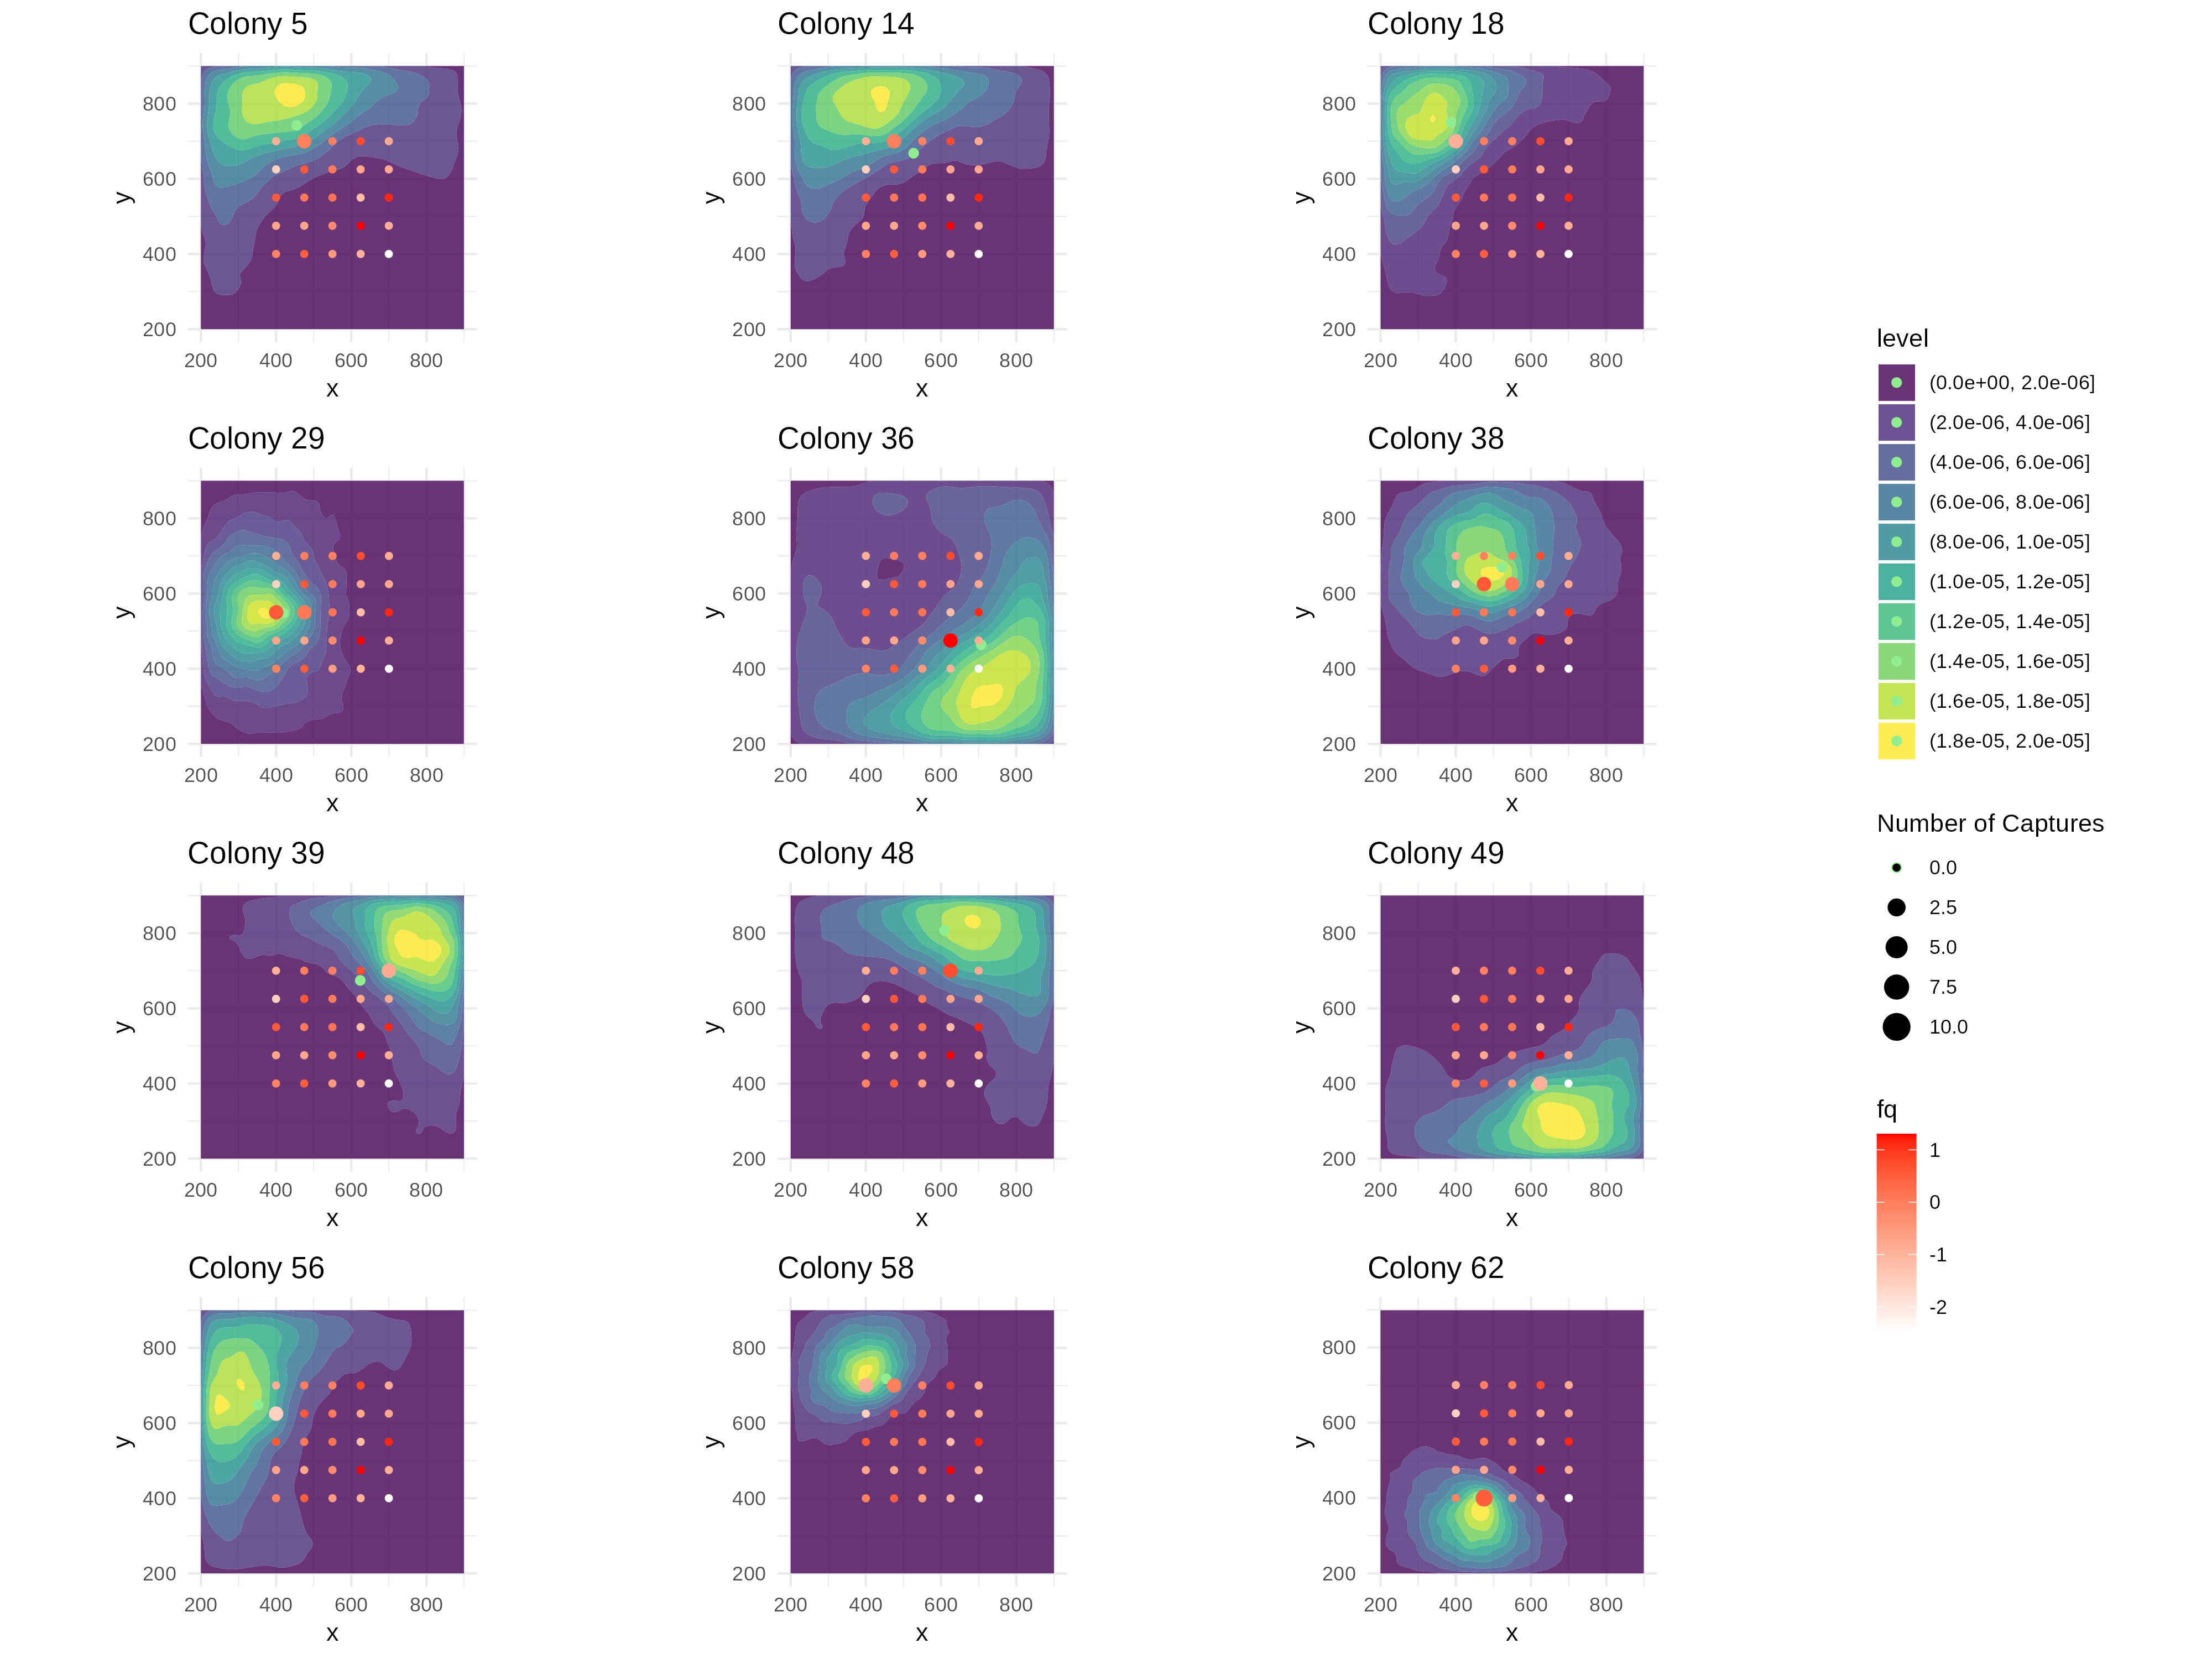 Colony 5
800
600
400
200
y
200 400 600 800
x
Colony 14
800
600
400
200
y
200 400 600 800
x
Colony 18
800
600
400
200
y
200 400 600 800
x
Colony 29
800
600
400
200
y
200 400 600 800
x
Colony 36
800
600
400
200
y
200 400 600 800
x
Colony 38
800
600
400
200
y
200 400 600 800
x
Colony 39
800
600
400
200
y
200 400 600 800
x
Colony 48
800
600
400
200
y
200 400 600 800
x
Colony 49
800
600
400
200
y
200 400 600 800
x
Colony 56
800
600
400
200
y
200 400 600 800
x
Colony 58
800
600
400
200
y
200 400 600 800
x
Colony 62
800
600
400
200
y
200 400 600 800
x
level
(0.0e+00, 2.0e-06]
(2.0e-06, 4.0e-06]
(4.0e-06, 6.0e-06]
(6.0e-06, 8.0e-06]
(8.0e-06, 1.0e-05]
(1.0e-05, 1.2e-05]
(1.2e-05, 1.4e-05]
(1.4e-05, 1.6e-05]
(1.6e-05, 1.8e-05]
(1.8e-05, 2.0e-05]
Number of Captures
0.0
2.5
5.0
7.5
10.0
fq
1
0
-1
-2